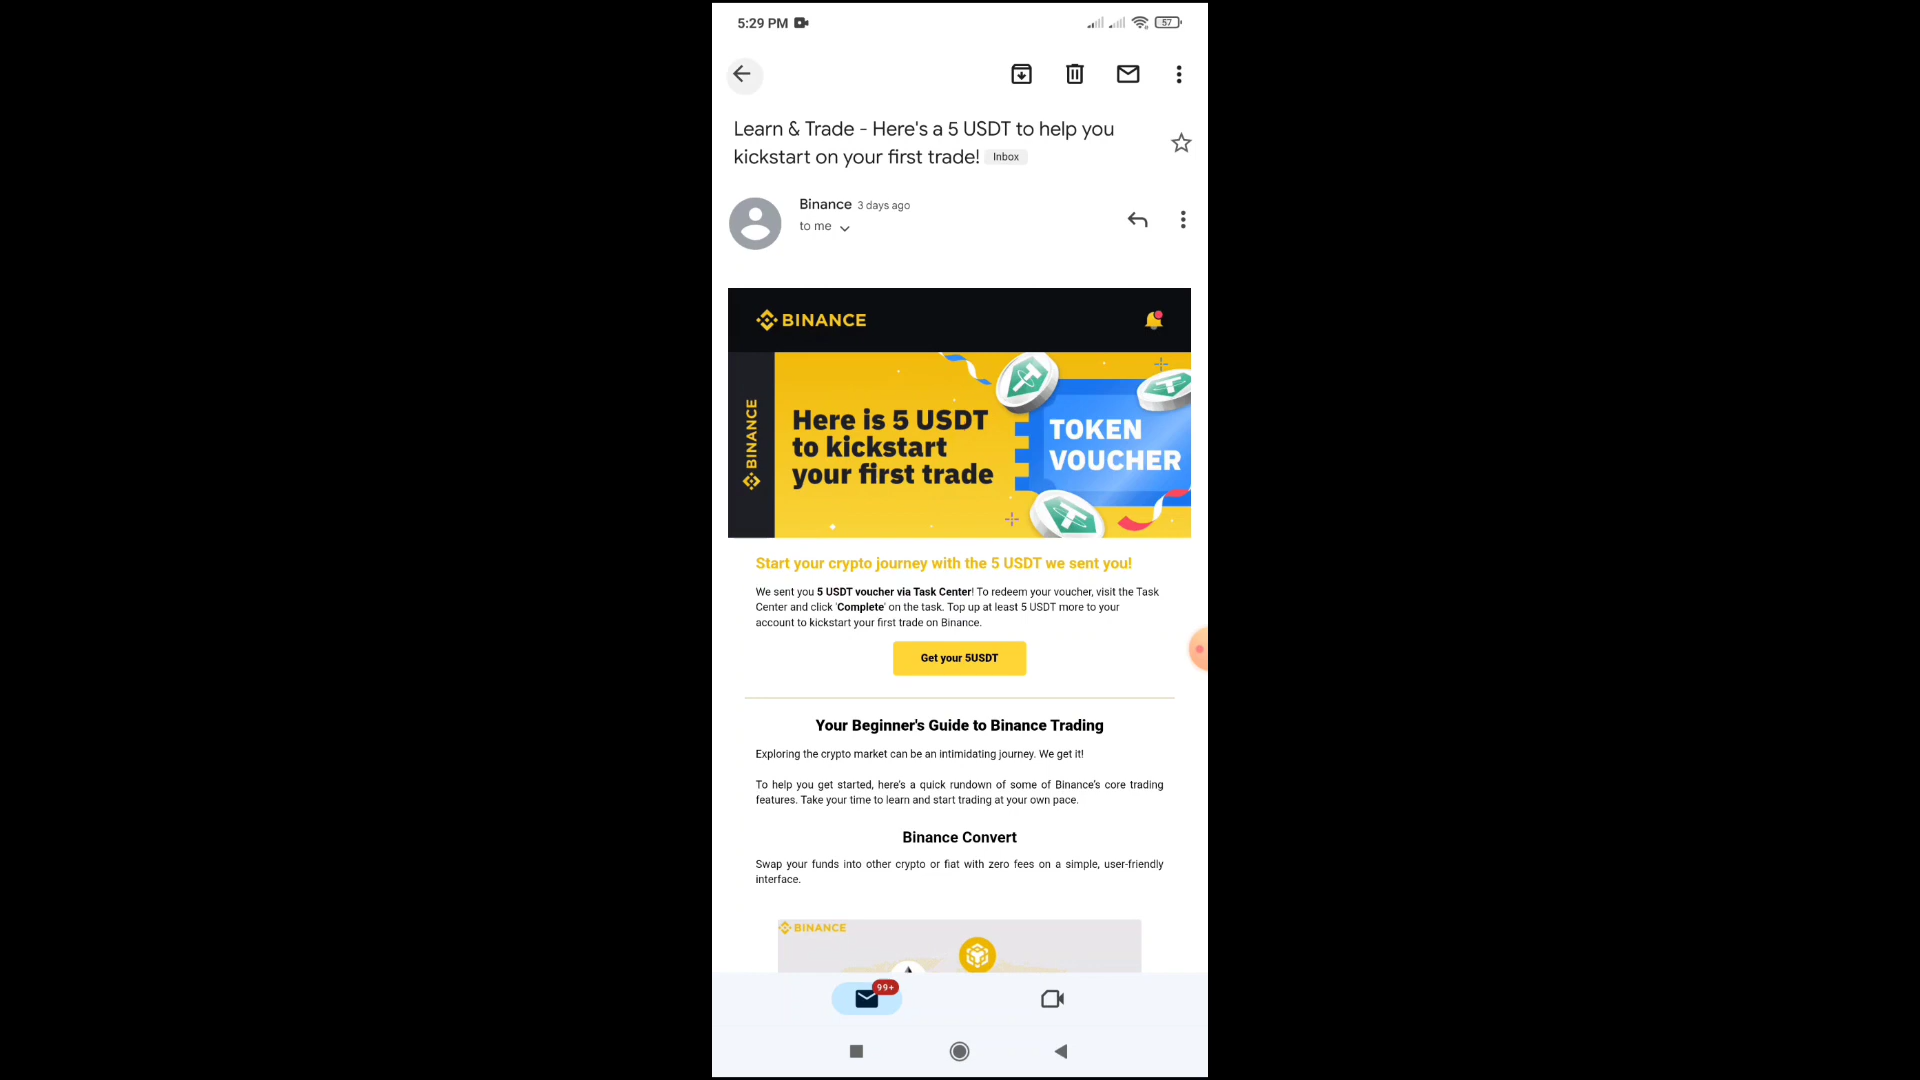 5:29 PM
57
Learn & Trade - Here's a 5 USDT to help you
kickstart on your first trade! Inbox
Binance 3 days ago
to me
BINANCE
BINANCE
Here is 5 USDT
to kickstart
your first trade
TOKEN
VOUCHER
Start your crypto journey with the 5 USDT we sent you!
We sent you 5 USDT voucher via Task Center! To redeem your voucher, visit the Task
Center and click 'Complete' on the task. Top up at least 5 USDT more to your
account to kickstart your first trade on Binance.
Get your 5USDT
Your Beginner's Guide to Binance Trading
Exploring the crypto market can be an intimidating journey. We get it!
To help you get started, here's a quick rundown of some of Binance's core trading
features. Take your time to learn and start trading at your own pace.
Binance Convert
Swap your funds into other crypto or fiat with zero fees on a simple, user-friendly
interface.
BINANCE
99+